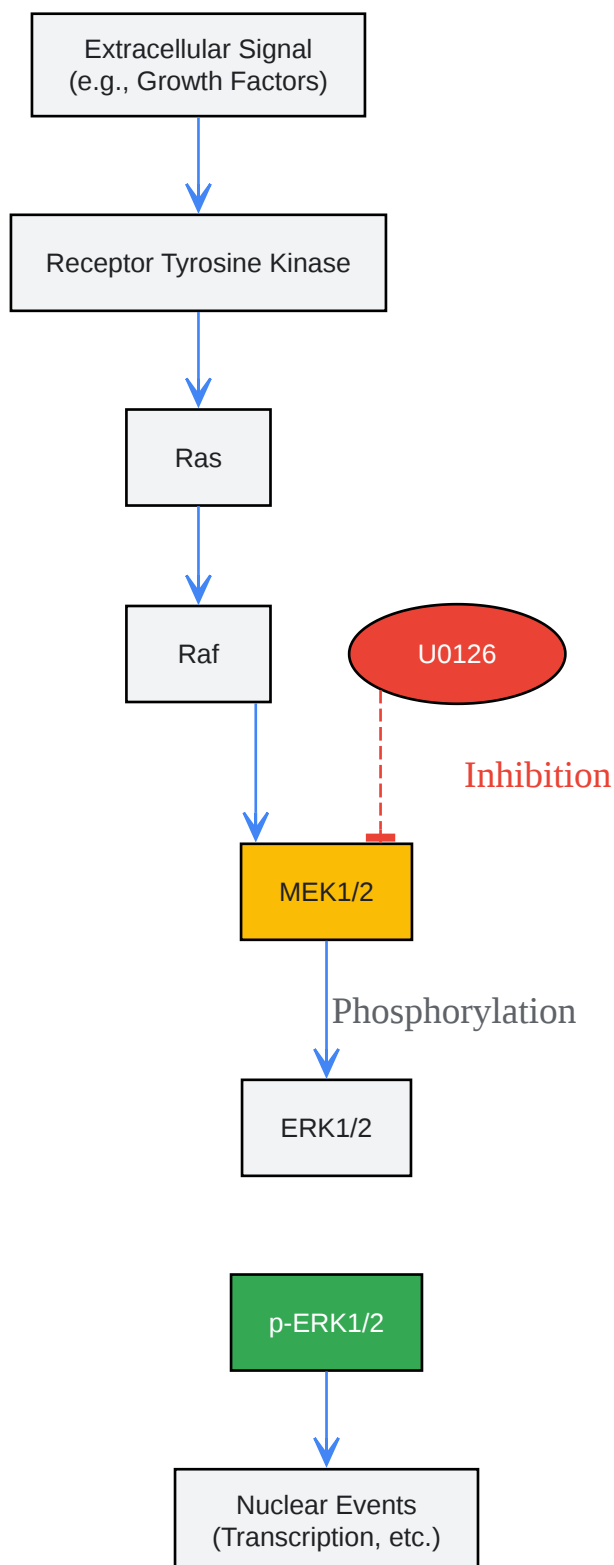 Extracellular Signal
(e.g., Growth Factors)
Receptor Tyrosine Kinase
Ras
Raf
U0126
Inhibition
MEK1/2
Phosphorylation
ERK1/2
p-ERK1/2
Nuclear Events
(Transcription, etc.)